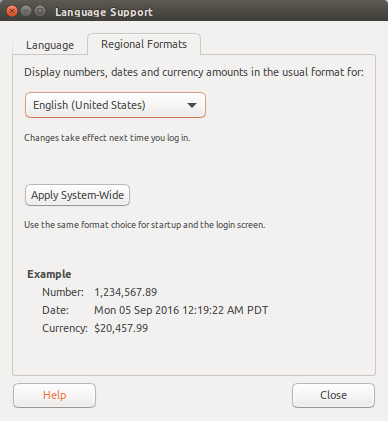 Language Support
Language
Regional Formats
Display numbers, dates and currency amounts in the usual format for:
English (United States)
Changes take effect next time you log in.
Apply System-Wide
Use the same format choice for startup and the login screen.
Example
Number: 1,234,567.89
Date: Mon 05 Sep 2016 12:19:22 AM PDT
Currency: $20,457.99
Help
Close